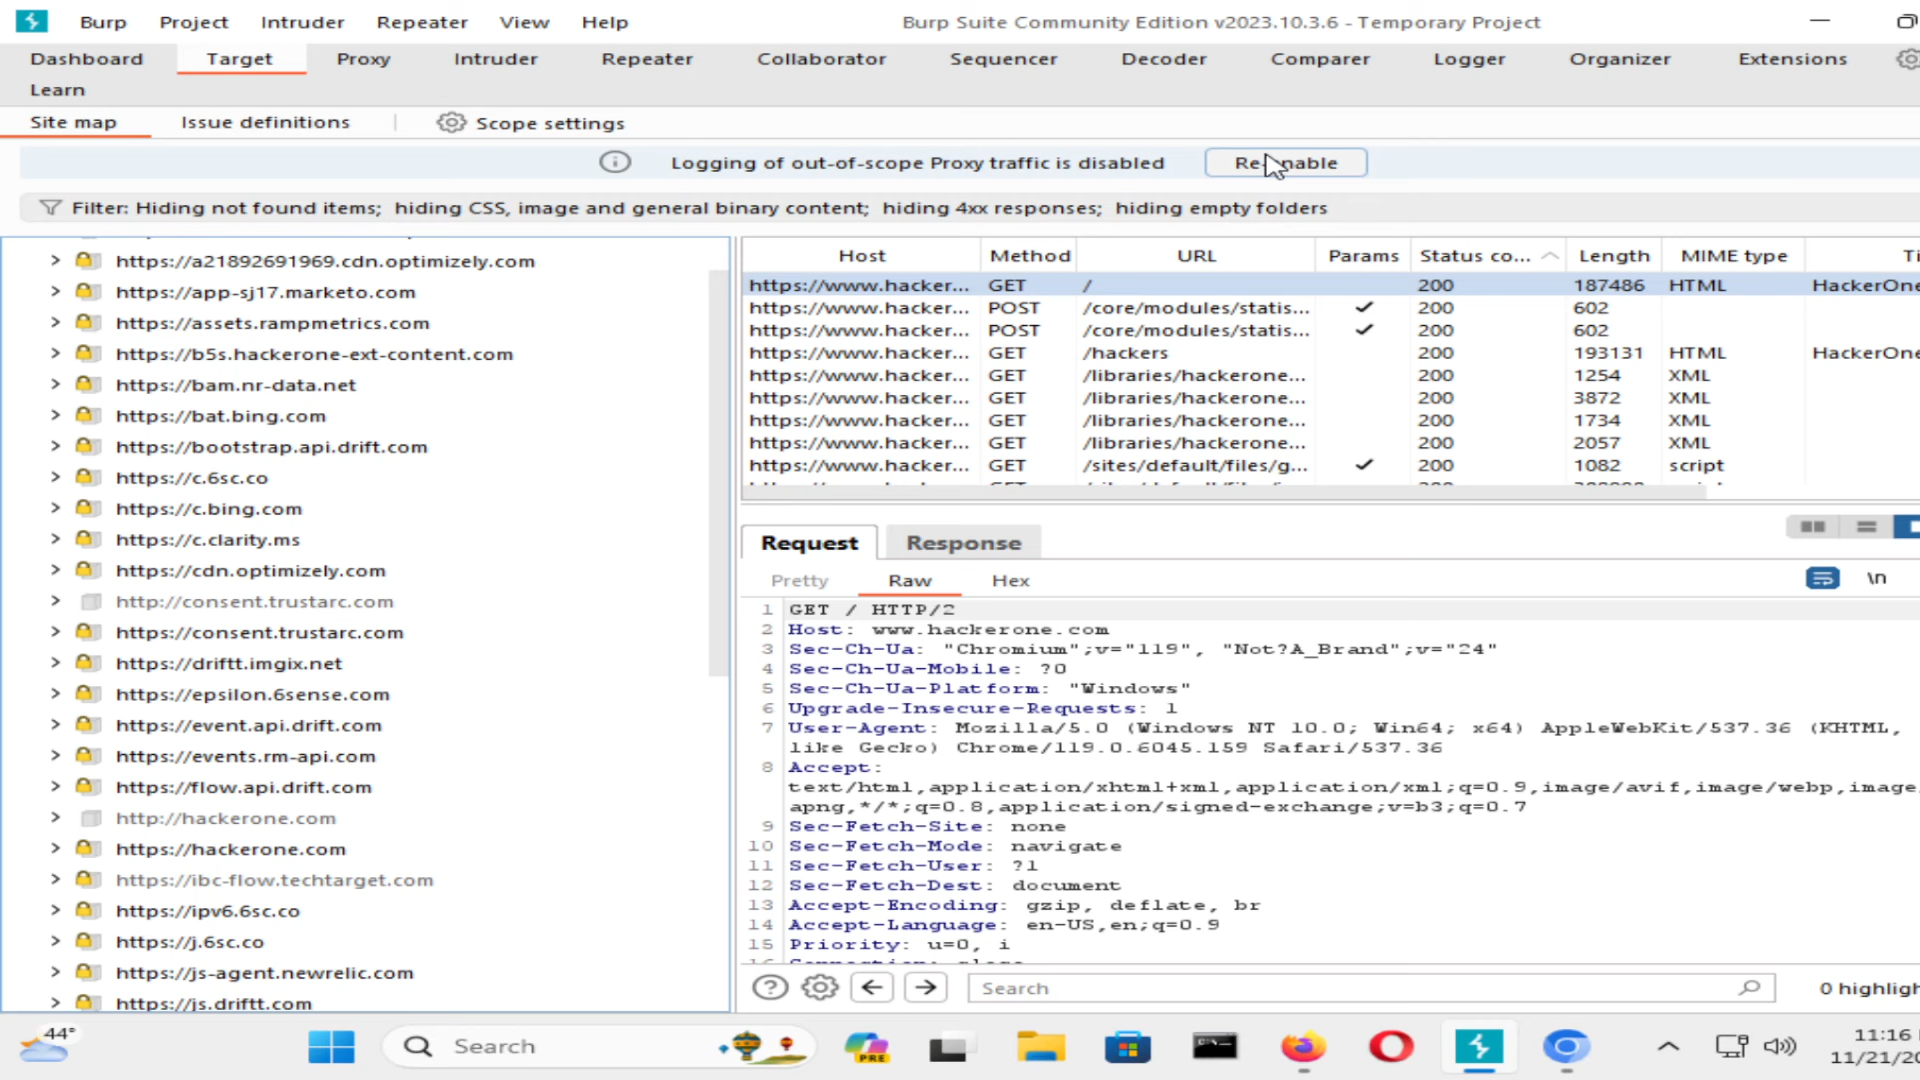 Burp Project Intruder Repeater View Help Burp Suite Community Edition v2023.10.3.6 - Temporary Project
Dashboard Target Proxy Intruder Repeater Collaborator Sequencer Decoder Comparer Logger Organizer Extensions
Learn
Site map Issue definitions Scope settings
Logging of out-of-scope Proxy traffic is disabled
Filter: Hiding not found items; hiding CSS, image and general binary content; hiding 4xx responses; hiding empty folders
https://a21892691969.cdn.optimizely.com
https://app-sj17.marketo.com
https://assets.rampmetrics.com
https://b5s.hackerone-ext-content.com
https://bam.nr-data.net
https://bat.bing.com
https://bootstrap.api.drift.com
https://c.6sc.co
https://c.bing.com
https://c.clarity.ms
https://cdn.optimizely.com
http://consent.trustarc.com
https://consent.trustarc.com
https://driftt.imgix.net
https://epsilon.6sense.com
https://event.api.drift.com
https://events.rm-api.com
https://flow.api.drift.com
http://hackerone.com
https://hackerone.com
https://ibc-flow.techtarget.com
https://ipv6.6sc.co
https://j.6sc.co
https://js-agent.newrelic.com
https://js.driftt.com
Host Method URL Params Status co... Length MIME type Ti
https://www.hacker... GET / 200 187486 HTML HackerOne
https://www.hacker... POST /core/modules/statis... ✓ 200 602
https://www.hacker... POST /core/modules/statis... ✓ 200 602
https://www.hacker... GET /hackers 200 193131 HTML HackerOne
https://www.hacker... GET /libraries/hackerone... 200 1254 XML
https://www.hacker... GET /libraries/hackerone... 200 3872 XML
https://www.hacker... GET /libraries/hackerone... 200 1734 XML
https://www.hacker... GET /libraries/hackerone... 200 2057 XML
https://www.hacker... GET /sites/default/files/g... ✓ 200 1082 script
Request Response
Pretty Raw Hex \n
1 GET / HTTP/2
2 Host: www.hackerone.com
3 Sec-Ch-Ua: "Chromium";v="119", "Not?A_Brand";v="24"
4 Sec-Ch-Ua-Mobile: ?0
5 Sec-Ch-Ua-Platform: "Windows"
6 Upgrade-Insecure-Requests: 1
7 User-Agent: Mozilla/5.0 (Windows NT 10.0; Win64; x64) AppleWebKit/537.36 (KHTML,
like Gecko) Chrome/119.0.6045.159 Safari/537.36
8 Accept:
text/html,application/xhtml+xml,application/xml;q=0.9,image/avif,image/webp,image,
apng,*/*;q=0.8,application/signed-exchange;v=b3;q=0.7
9 Sec-Fetch-Site: none
10 Sec-Fetch-Mode: navigate
11 Sec-Fetch-User: ?1
12 Sec-Fetch-Dest: document
13 Accept-Encoding: gzip, deflate, br
14 Accept-Language: en-US,en;q=0.9
15 Priority: u=0, i
Search 0 highligh
44° Search PRE 11:16
11/21/20